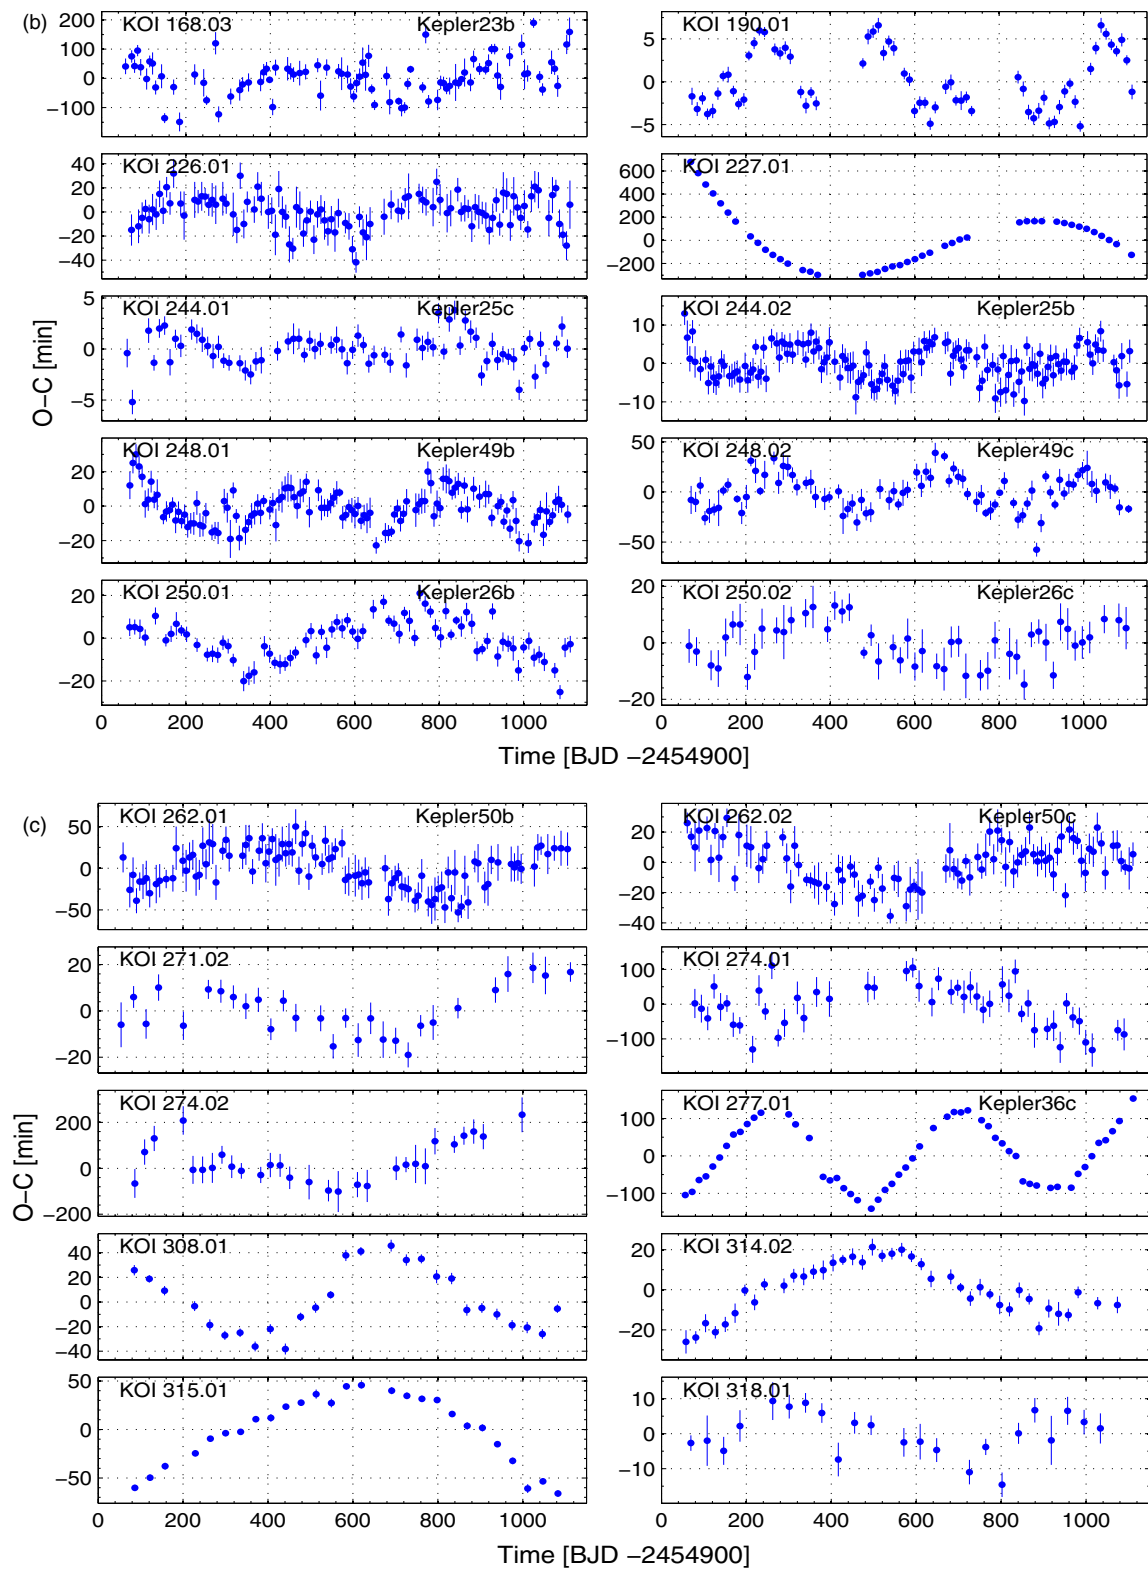 (b)
KOI 168.03 Kepler23b
200
100
0
−100
KOI 190.01
5
0
−5
KOI 226.01
40
20
0
−20
−40
KOI 227.01
600
400
200
0
−200
KOI 244.01 Kepler25c
5
0
−5
KOI 244.02 Kepler25b
10
0
−10
KOI 248.01 Kepler49b
20
0
−20
KOI 248.02 Kepler49c
50
0
−50
KOI 250.01 Kepler26b
20
0
−20
0 200 400 600 800 1000
KOI 250.02 Kepler26c
20
0
−20
0 200 400 600 800 1000
O−C [min]
Time [BJD −2454900]
(c)
KOI 262.01 Kepler50b
50
0
−50
KOI 262.02 Kepler50c
20
0
−20
−40
KOI 271.02
20
0
−20
KOI 274.01
100
0
−100
KOI 274.02
200
0
−200
KOI 277.01 Kepler36c
100
0
−100
KOI 308.01
40
20
0
−20
−40
KOI 314.02
20
0
−20
KOI 315.01
50
0
−50
0 200 400 600 800 1000
KOI 318.01
10
0
−10
0 200 400 600 800 1000
O−C [min]
Time [BJD −2454900]